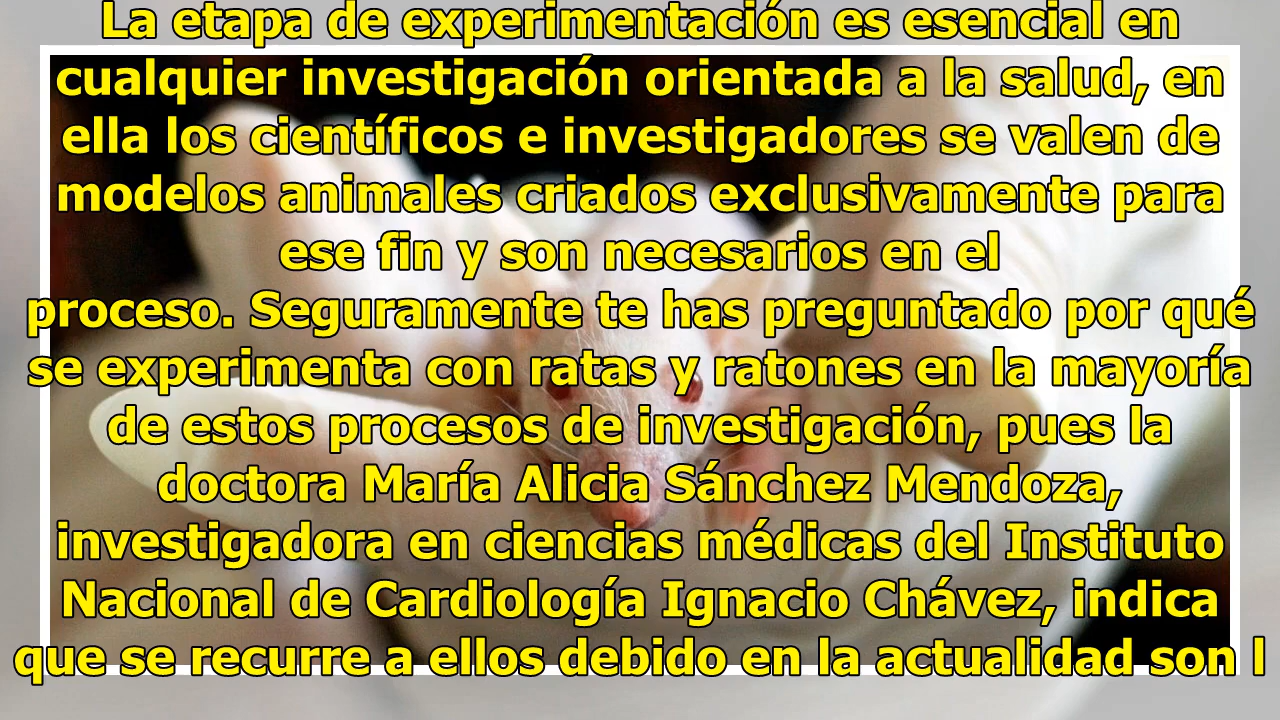 La etapa de experimentación es esencial en
cualquier investigación orientada a la salud, en
ella los científicos e investigadores se valen de
modelos animales criados exclusivamente para
ese fin y son necesarios en el
proceso. Seguramente te has preguntado por qué
se experimenta con ratas y ratones en la mayoría
de estos procesos de investigación, pues la
doctora María Alicia Sánchez Mendoza,
investigadora en ciencias médicas del Instituto
Nacional de Cardiología Ignacio Chávez, indica
que se recurre a ellos debido en la actualidad son l